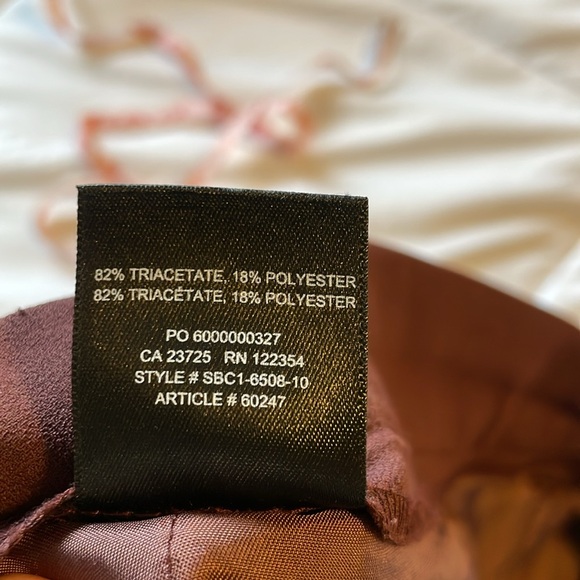 82% TRIACETATE, 18% POLYESTER
82% TRIACÉTATE, 18% POLYESTER
PO 6000000327
CA 23725 RN 122354
STYLE # SBC1-6508-10
ARTICLE # 60247